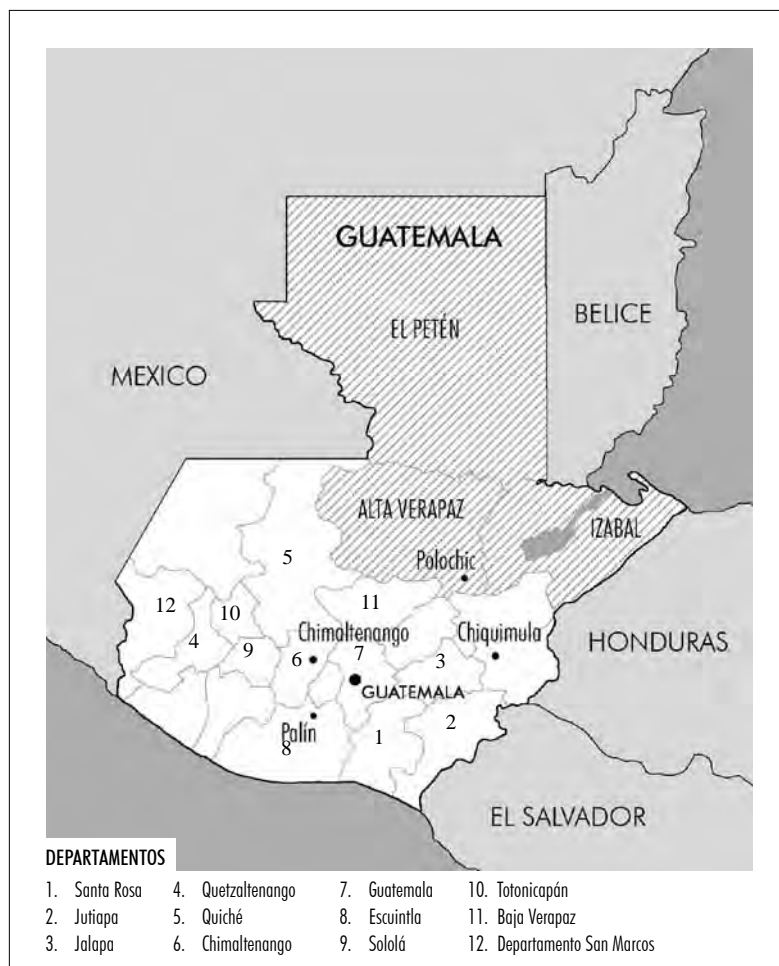 GUATEMALA
EL PETÉN
BELICE
MEXICO
ALTA VERAPAZ
IZABAL
5
Polochic
12
10
11
4
Chimaltenango
Chiquimula
HONDURAS
9
6
7
3
GUATEMALA
Palín
8
1
2
EL SALVADOR
DEPARTAMENTOS
1. Santa Rosa 4. Quetzaltenango 7. Guatemala 10. Totonicapán
2. Jutiapa 5. Quiché 8. Escuintla 11. Baja Verapaz
3. Jalapa 6. Chimaltenango 9. Sololá 12. Departamento San Marcos